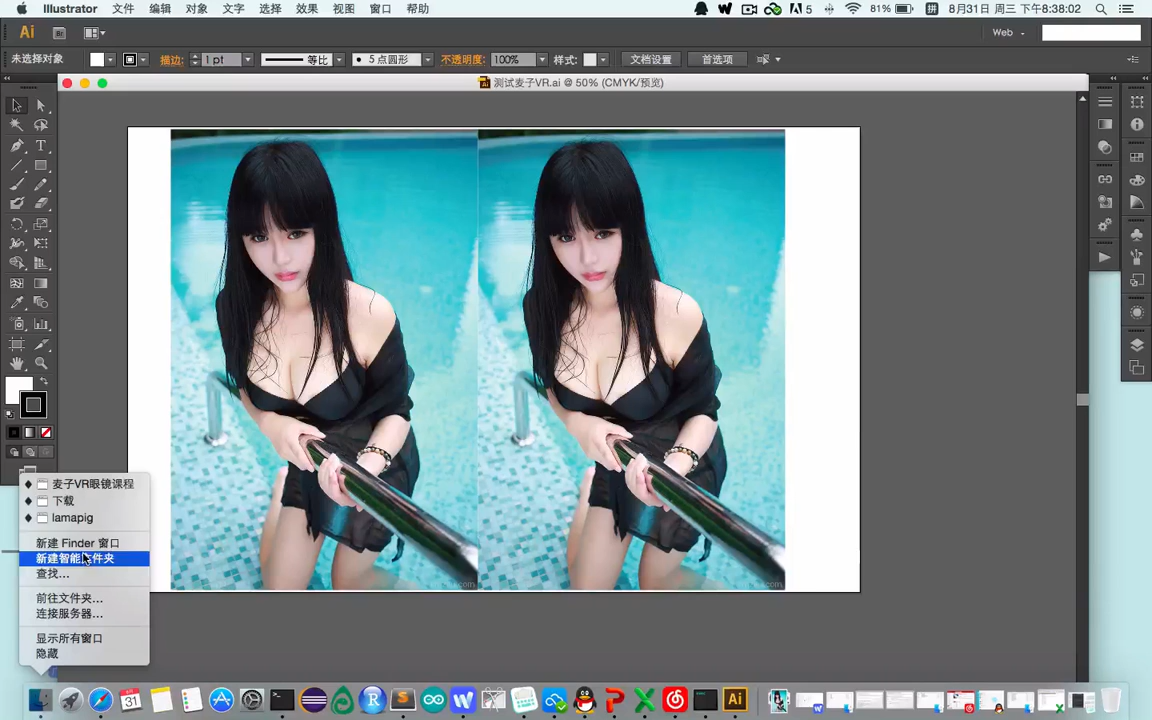 Illustrator 文件 编辑 对象 文字 选择 效果 视图 窗口 帮助 5 81% 拼 8月31日 周三 下午8:38:02
Ai Br Web
未选择对象 描边: 1 pt 等比 5 点圆形 不透明度: 100% 样式: 文档设置 首选项
测试麦子VR.ai @ 50% (CMYK/预览)
麦子VR眼镜课程
下载
lamapig
新建 Finder 窗口
新建智能文件夹
查找...
前往文件夹...
连接服务器...
显示所有窗口
隐藏